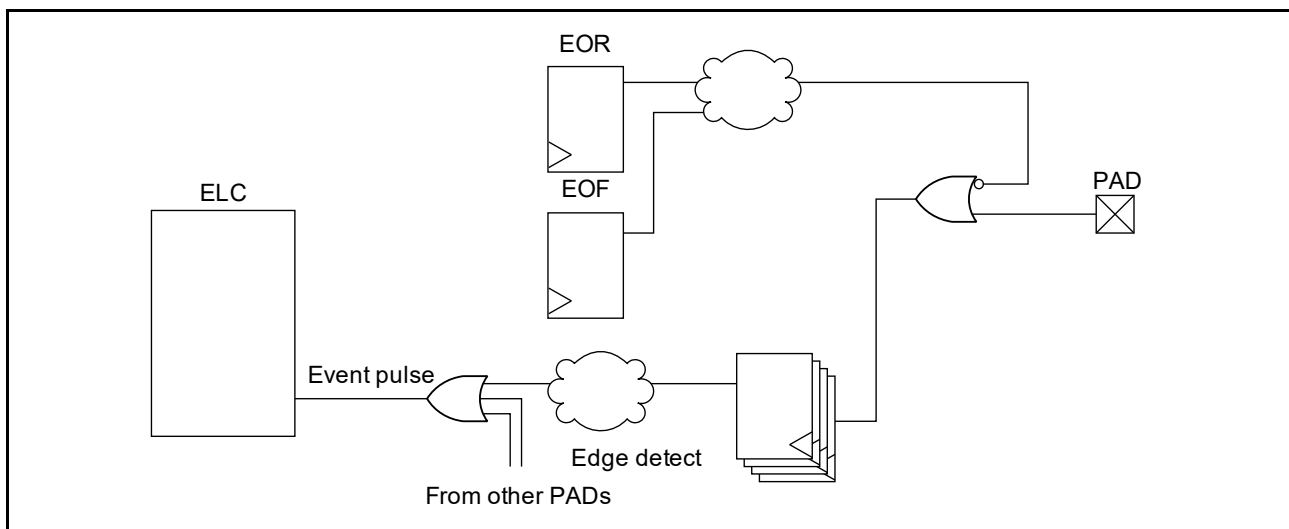 EOR
PAD
ELC
EOF
Event pulse
Edge detect
From other PADs